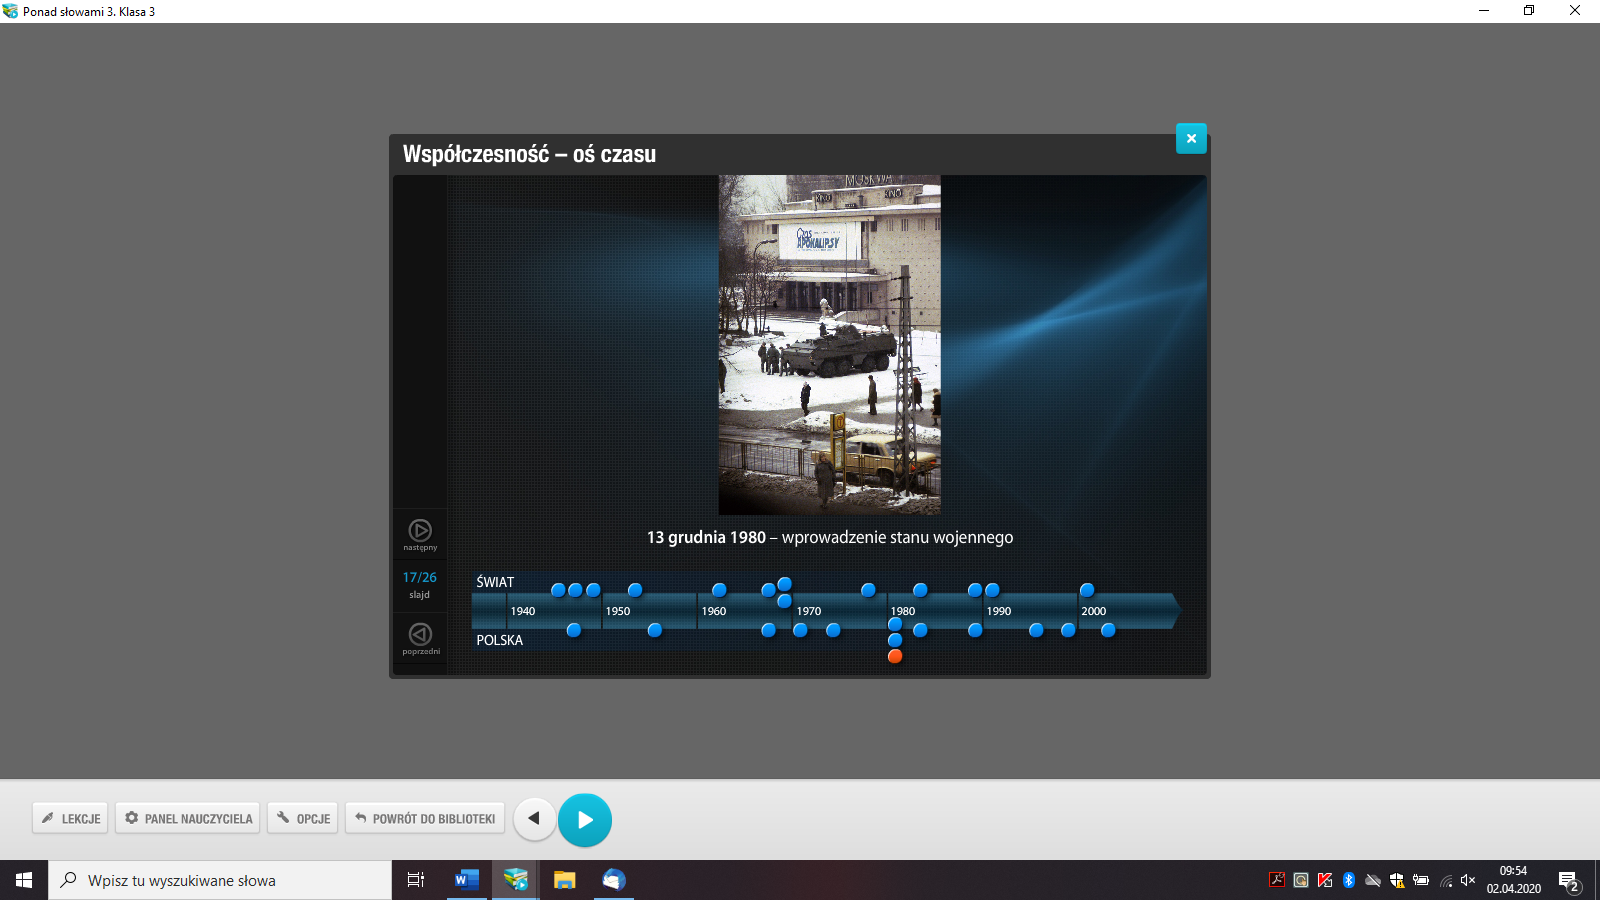 Ponad słowami 3. Klasa 3
Współczesność – oś czasu
MOSKWA
KINO
KINO
CZAS
APOKALIPSY
13 grudnia 1980 – wprowadzenie stanu wojennego
następny
17/26
slajd
poprzedni
ŚWIAT
1940 1950 1960 1970 1980 1990 2000
POLSKA
LEKCJE PANEL NAUCZYCIELA OPCJE POWRÓT DO BIBLIOTEKI
Wpisz tu wyszukiwane słowa
09:54
02.04.2020
2